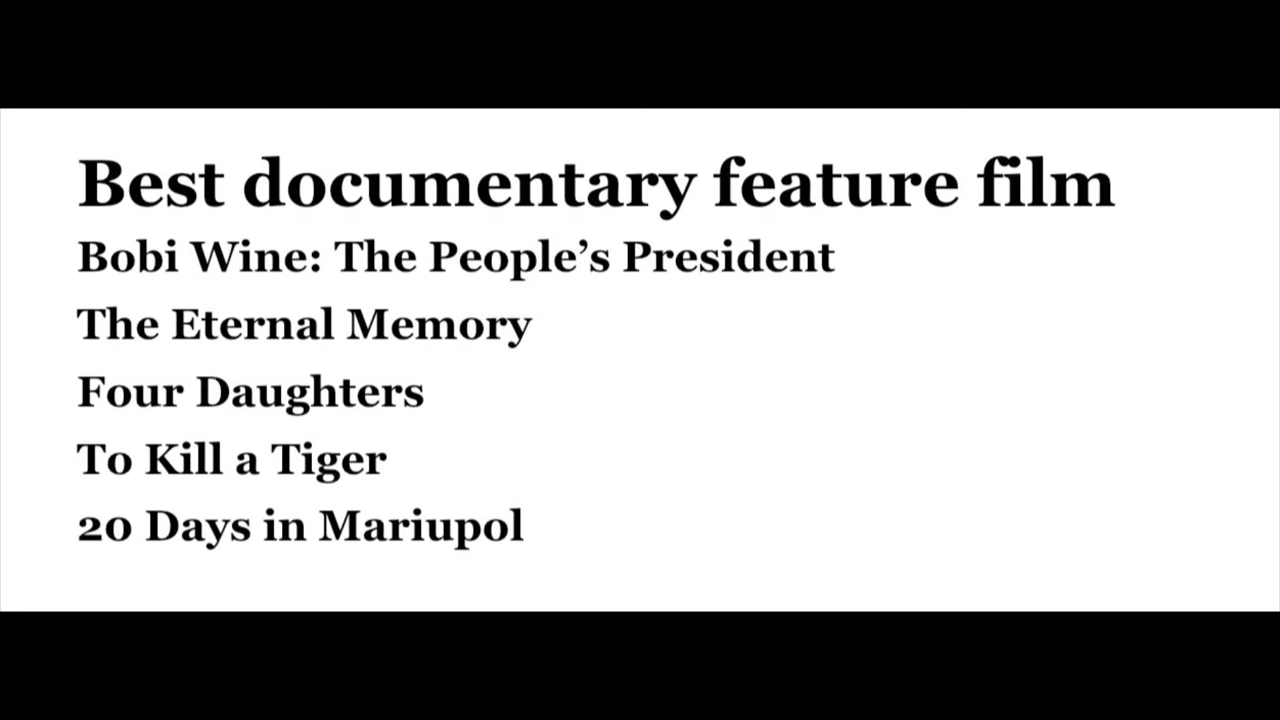 Best documentary feature film
Bobi Wine: The People’s President
The Eternal Memory
Four Daughters
To Kill a Tiger
20 Days in Mariupol